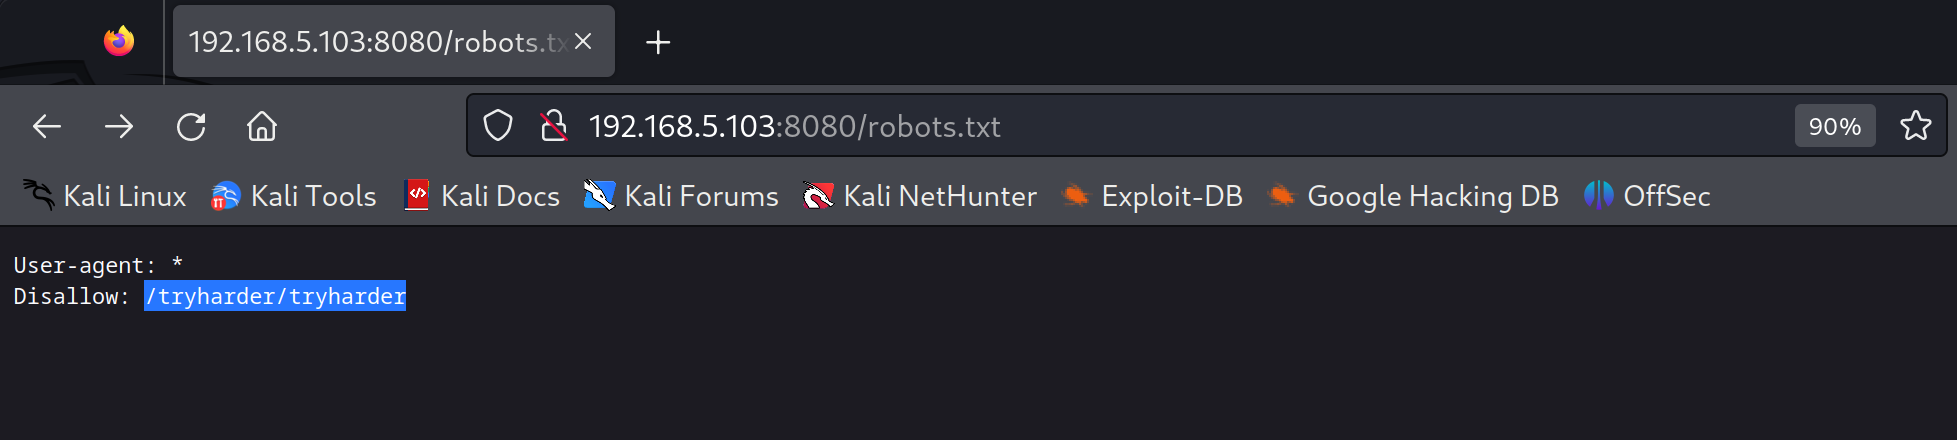 192.168.5.103:8080/robots.tx
192.168.5.103:8080/robots.txt
90%
Kali Linux Kali Tools Kali Docs Kali Forums Kali NetHunter Exploit-DB Google Hacking DB OffSec
User-agent: *
Disallow: /tryharder/tryharder